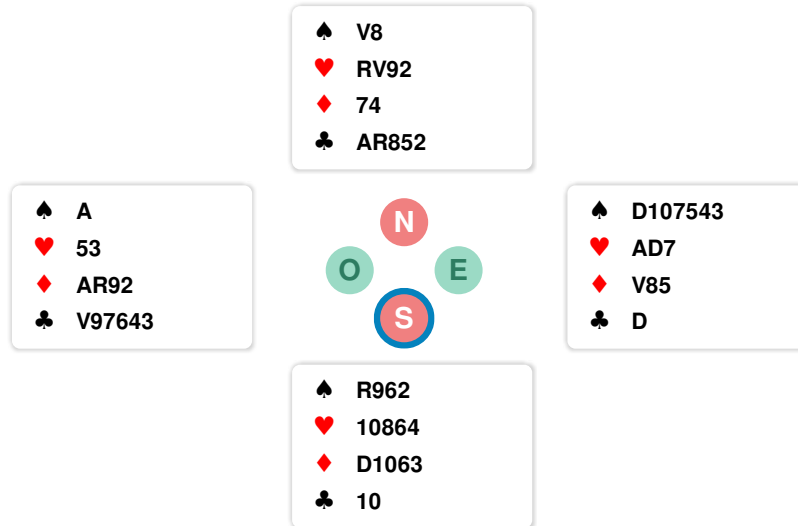 ♠ V8
♥ RV92
♦ 74
♣ AR852
♠ A
♥ 53
♦ AR92
♣ V97643
N
O E
S
♠ D107543
♥ AD7
♦ V85
♣ D
♠ R962
♥ 10864
♦ D1063
♣ 10